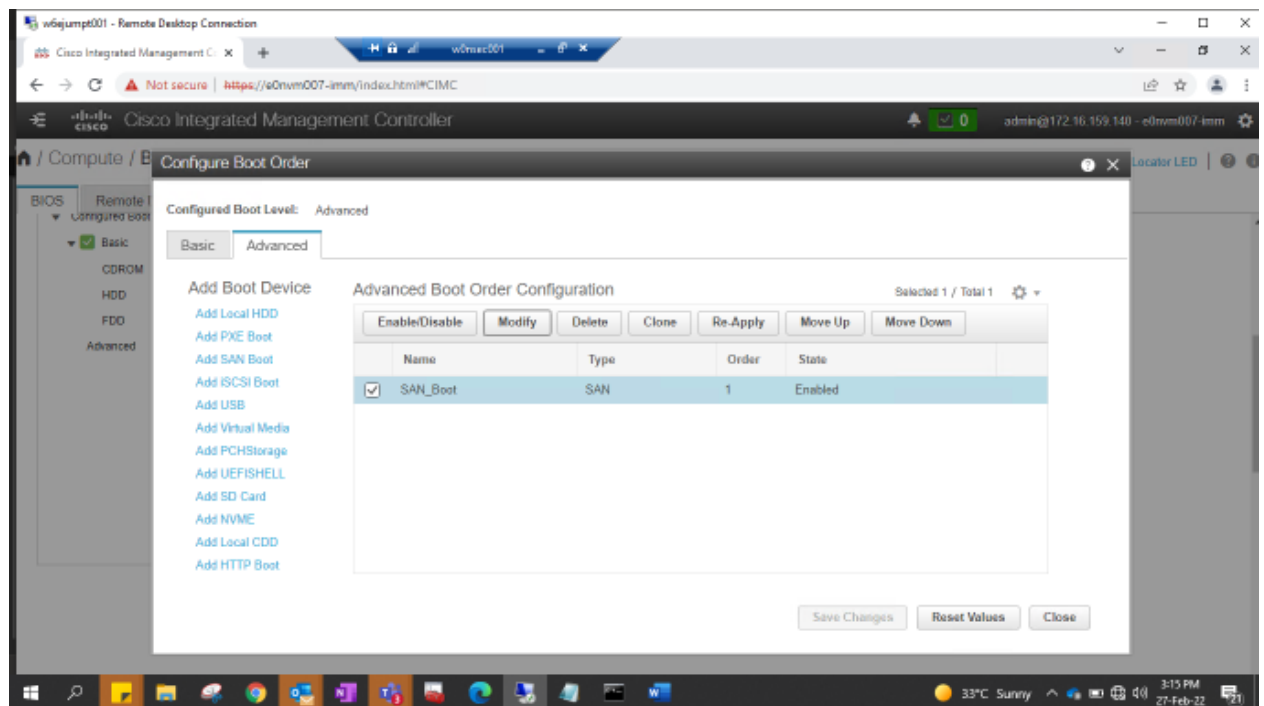 w6ejumpt001 - Remote Desktop Connection
Cisco Integrated Management C
w0msec001
Not secure | https://e0nvm007-imm/index.html#CIMC
cisco Cisco Integrated Management Controller
0 admin@172.16.159.140 - e0nvm007-imm
/ Compute / B
Locator LED
Configure Boot Order
BIOS Remote
Configured Boot
Basic
CDROM
HDD
FDD
Advanced
Configured Boot Level: Advanced
Basic Advanced
Add Boot Device
Add Local HDD
Add PXE Boot
Add SAN Boot
Add iSCSI Boot
Add USB
Add Virtual Media
Add PCHStorage
Add UEFISHELL
Add SD Card
Add NVME
Add Local CDD
Add HTTP Boot
Advanced Boot Order Configuration Selected 1 / Total 1
Enable/Disable Modify Delete Clone Re-Apply Move Up Move Down
Name Type Order State
SAN_Boot SAN 1 Enabled
Save Changes Reset Values Close
33°C Sunny
3:15 PM
27-Feb-22
21